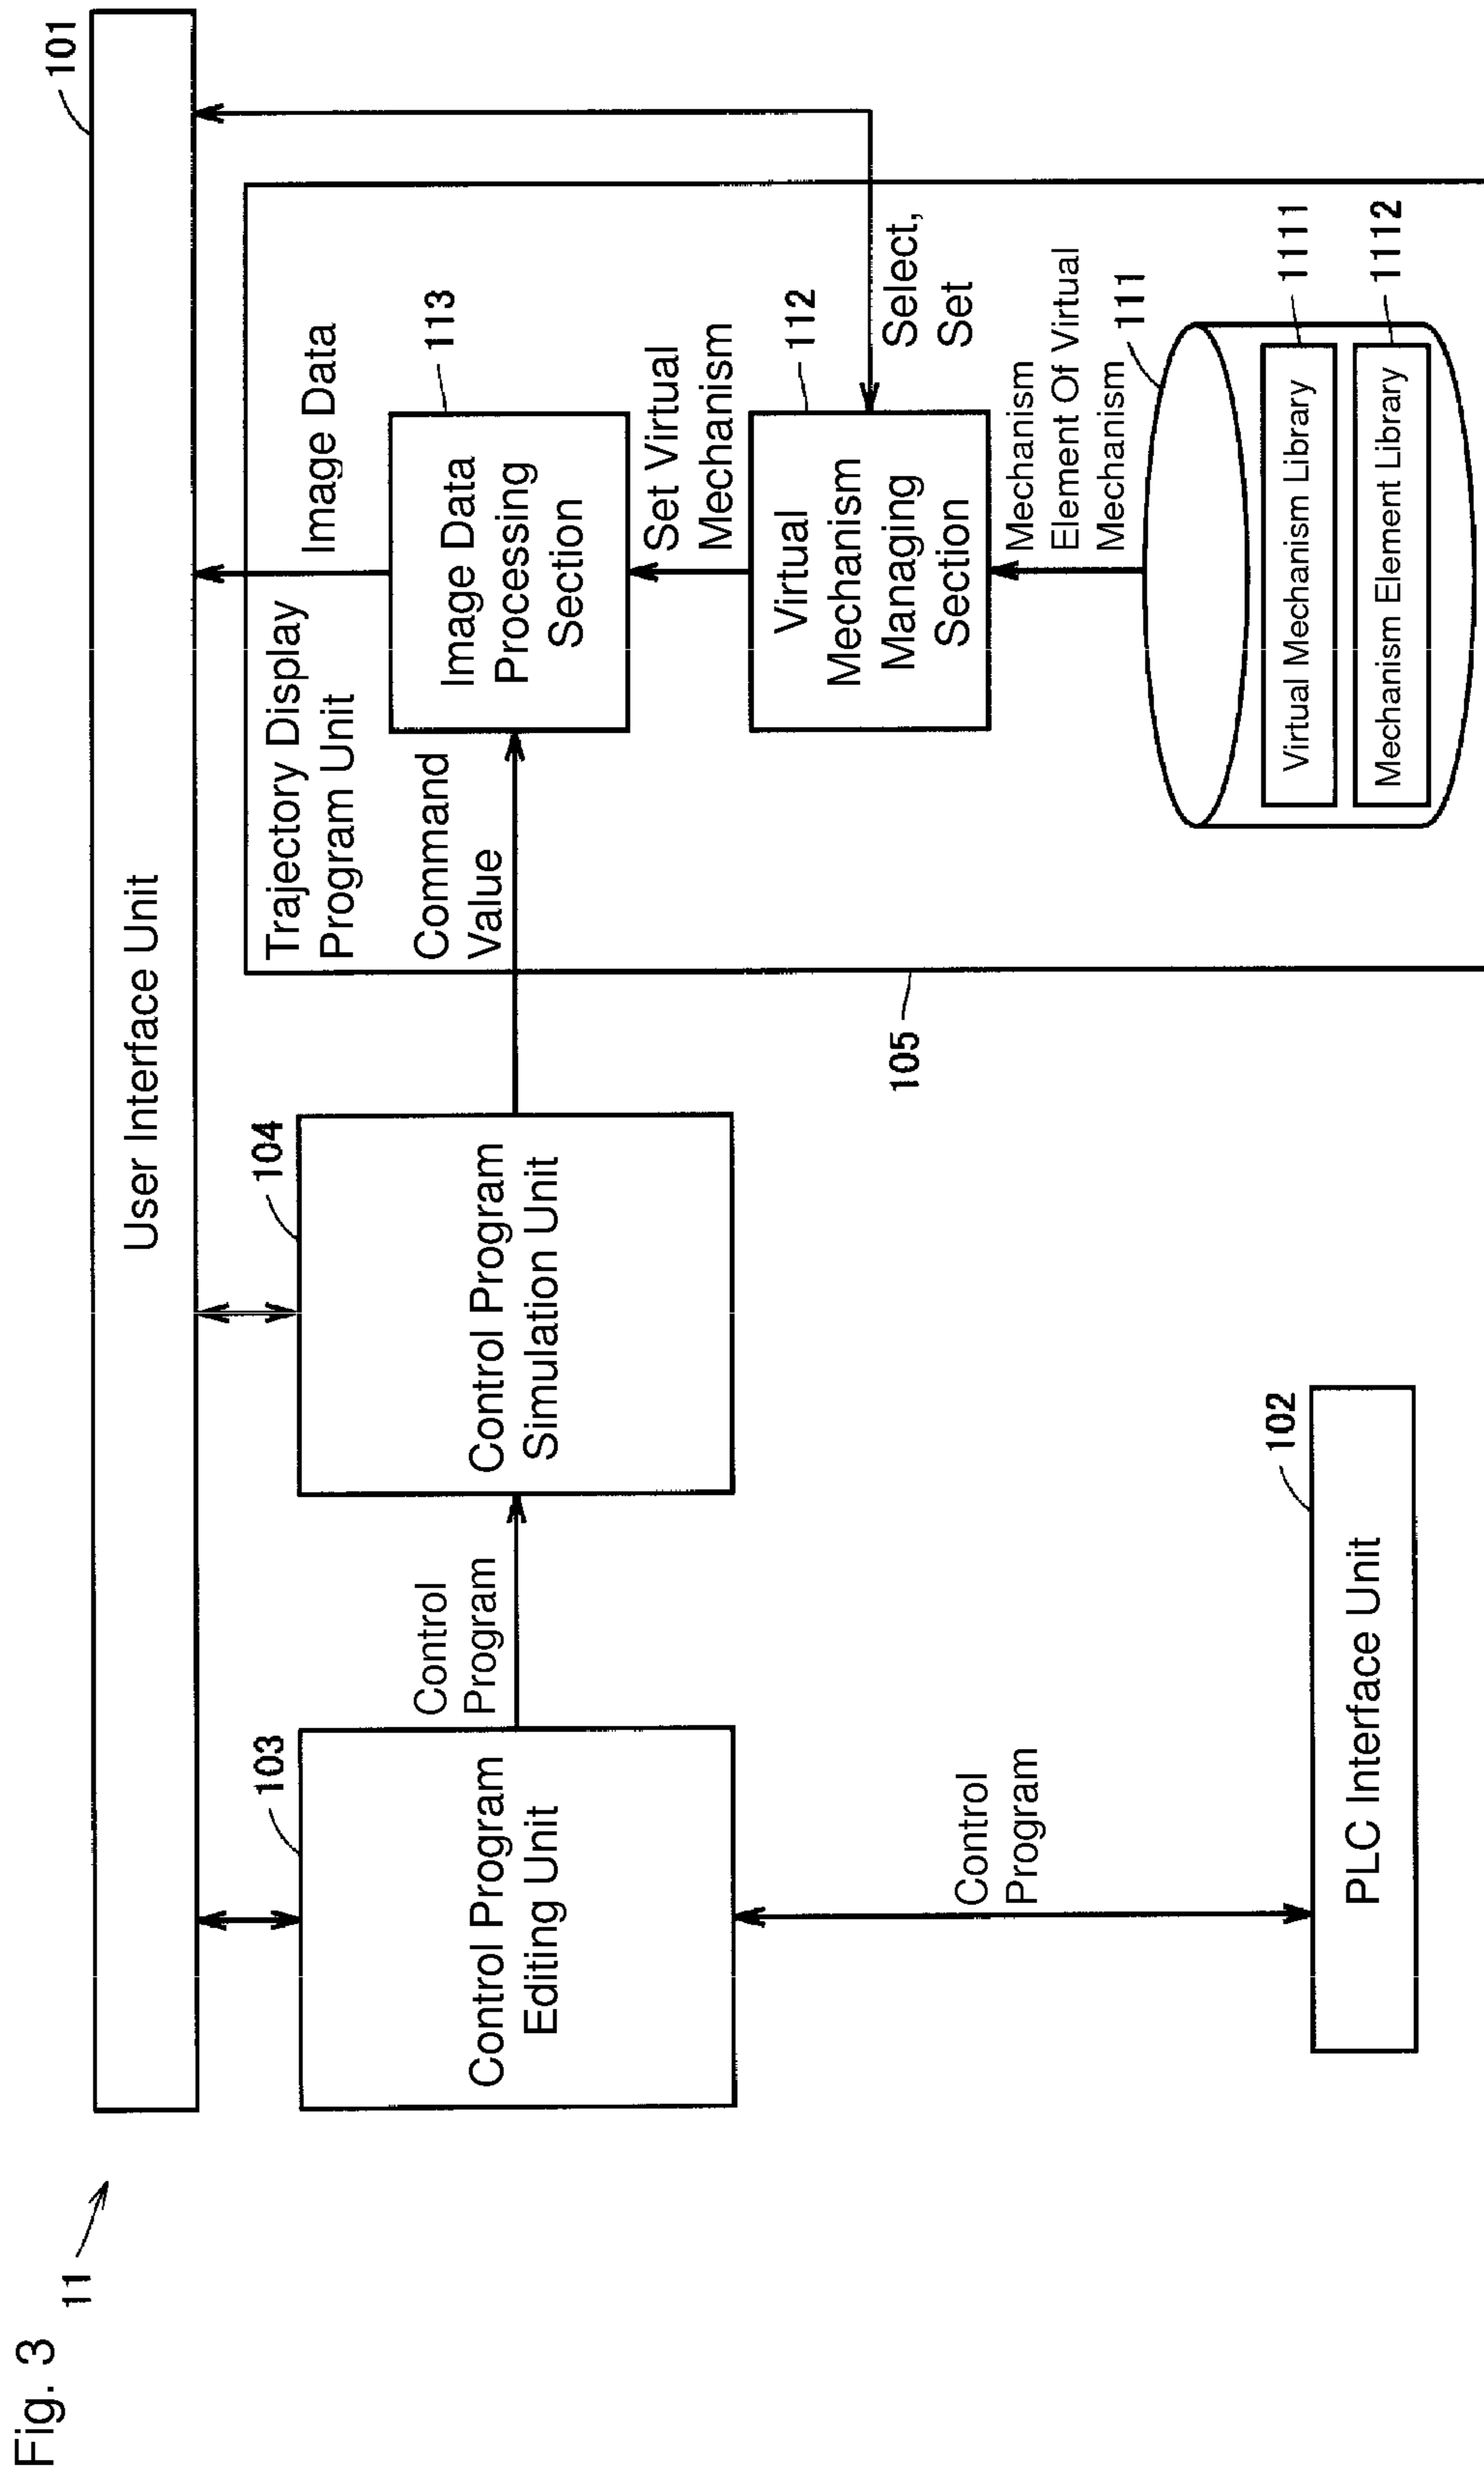 Fig. 3
11
101
User Interface Unit
103
Control Program
Editing Unit
Control
Program
104
Control Program
Simulation Unit
Trajectory Display
Program Unit
Image Data
Command
Value
113
Image Data
Processing
Section
Set Virtual
Mechanism
112
Virtual
Mechanism
Managing
Section
Select,
Set
105
Mechanism
Element Of Virtual
Mechanism
111
Virtual Mechanism Library
1111
Mechanism Element Library
1112
Control
Program
102
PLC Interface Unit